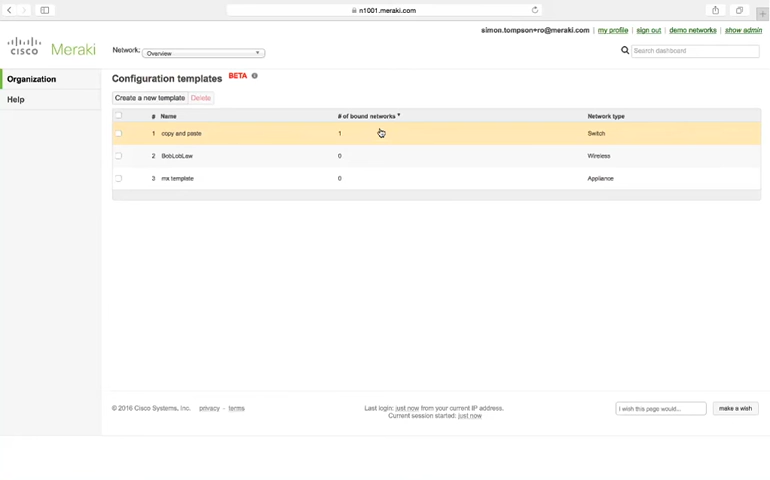 n1001.meraki.com
simon.tompson+ro@meraki.com | my profile | sign out | demo networks | show admin
CISCO Meraki
Network: Overview
Search dashboard
Organization
Help
Configuration templates BETA
Create a new template Delete
# Name # of bound networks Network type
1 copy and paste 1 Switch
2 BobLobLaw 0 Wireless
3 mx template 0 Appliance
© 2016 Cisco Systems, Inc. privacy - terms
Last login: just now from your current IP address.
Current session started: just now
I wish this page would... make a wish